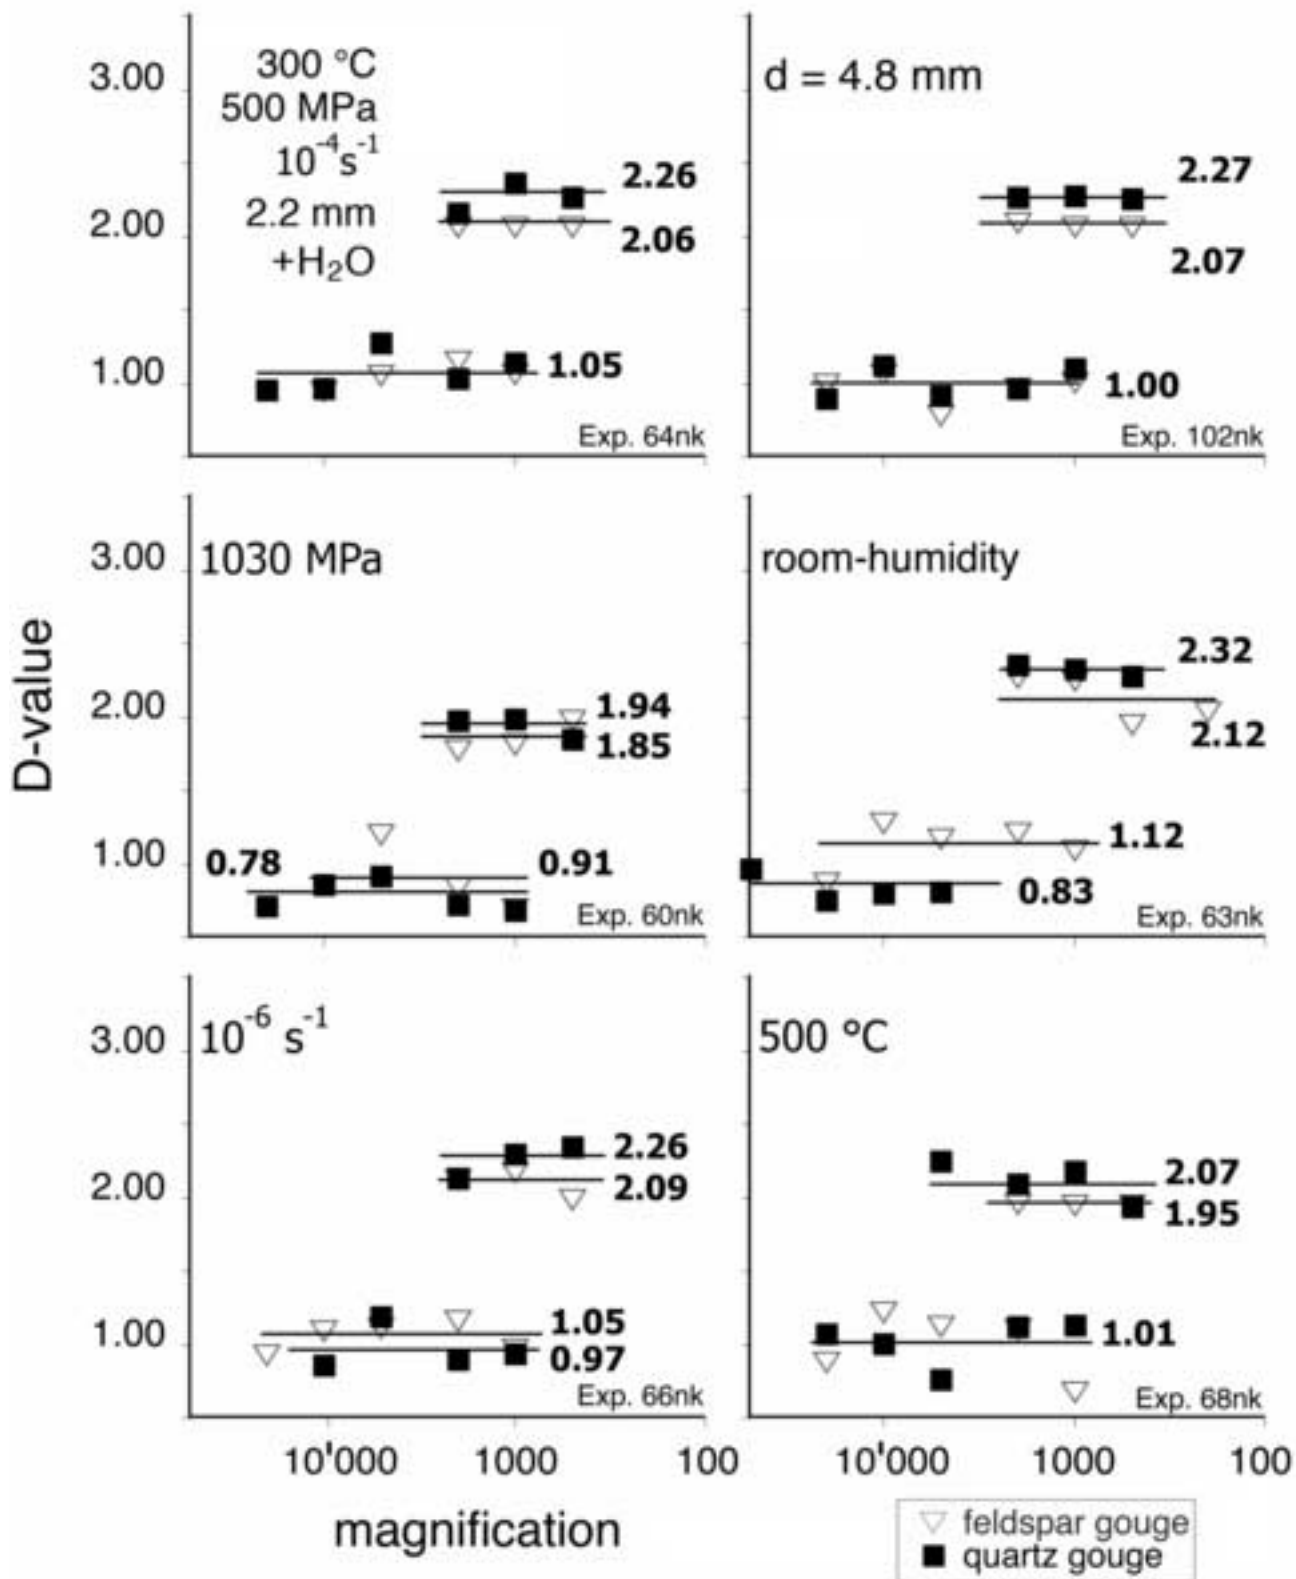 300 °C
500 MPa
10⁻⁴s⁻¹
2.2 mm
+H₂O
3.00
2.00
1.00
2.26
2.06
1.05
Exp. 64nk
d = 4.8 mm
2.27
2.07
1.00
Exp. 102nk
D-value
3.00
2.00
1.00
1030 MPa
1.94
1.85
0.78
0.91
Exp. 60nk
room-humidity
2.32
2.12
1.12
0.83
Exp. 63nk
3.00
2.00
1.00
10⁻⁶ s⁻¹
2.26
2.09
1.05
0.97
Exp. 66nk
500 °C
2.07
1.95
1.01
Exp. 68nk
10'000 1000 100
10'000 1000 100
magnification
feldspar gouge
quartz gouge